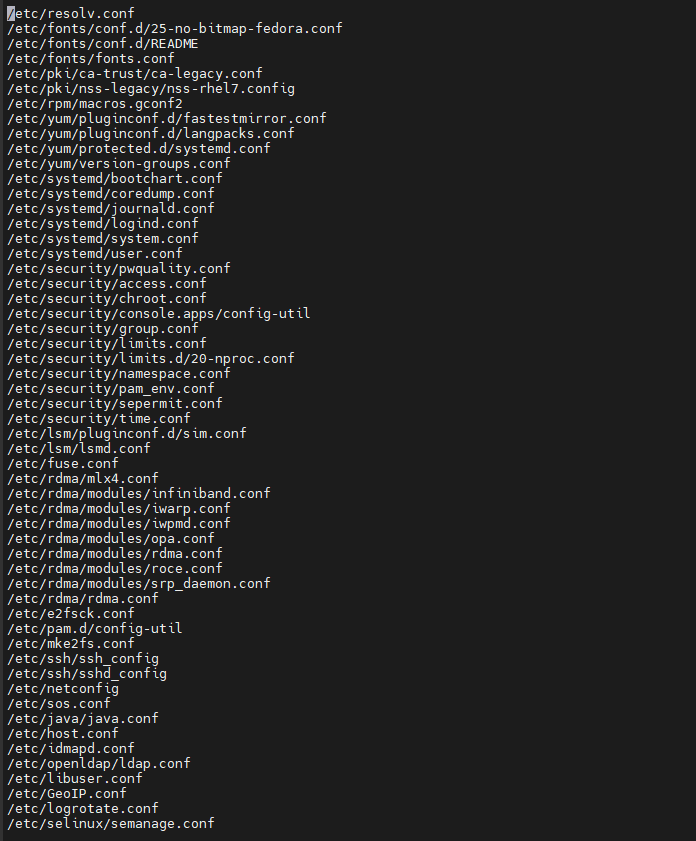 /etc/resolv.conf
/etc/fonts/conf.d/25-no-bitmap-fedora.conf
/etc/fonts/conf.d/README
/etc/fonts/fonts.conf
/etc/pki/ca-trust/ca-legacy.conf
/etc/pki/nss-legacy/nss-rhel7.config
/etc/rpm/macros.gconf2
/etc/yum/pluginconf.d/fastestmirror.conf
/etc/yum/pluginconf.d/langpacks.conf
/etc/yum/protected.d/systemd.conf
/etc/yum/version-groups.conf
/etc/systemd/bootchart.conf
/etc/systemd/coredump.conf
/etc/systemd/journald.conf
/etc/systemd/logind.conf
/etc/systemd/system.conf
/etc/systemd/user.conf
/etc/security/pwquality.conf
/etc/security/access.conf
/etc/security/chroot.conf
/etc/security/console.apps/config-util
/etc/security/group.conf
/etc/security/limits.conf
/etc/security/limits.d/20-nproc.conf
/etc/security/namespace.conf
/etc/security/pam_env.conf
/etc/security/sepermit.conf
/etc/security/time.conf
/etc/lsm/pluginconf.d/sim.conf
/etc/lsm/lsmd.conf
/etc/fuse.conf
/etc/rdma/mlx4.conf
/etc/rdma/modules/infiniband.conf
/etc/rdma/modules/iwarp.conf
/etc/rdma/modules/iwpmd.conf
/etc/rdma/modules/opa.conf
/etc/rdma/modules/rdma.conf
/etc/rdma/modules/roce.conf
/etc/rdma/modules/srp_daemon.conf
/etc/rdma/rdma.conf
/etc/e2fsck.conf
/etc/pam.d/config-util
/etc/mke2fs.conf
/etc/ssh/ssh_config
/etc/ssh/sshd_config
/etc/netconfig
/etc/sos.conf
/etc/java/java.conf
/etc/host.conf
/etc/idmapd.conf
/etc/openldap/ldap.conf
/etc/libuser.conf
/etc/GeoIP.conf
/etc/logrotate.conf
/etc/selinux/semanage.conf